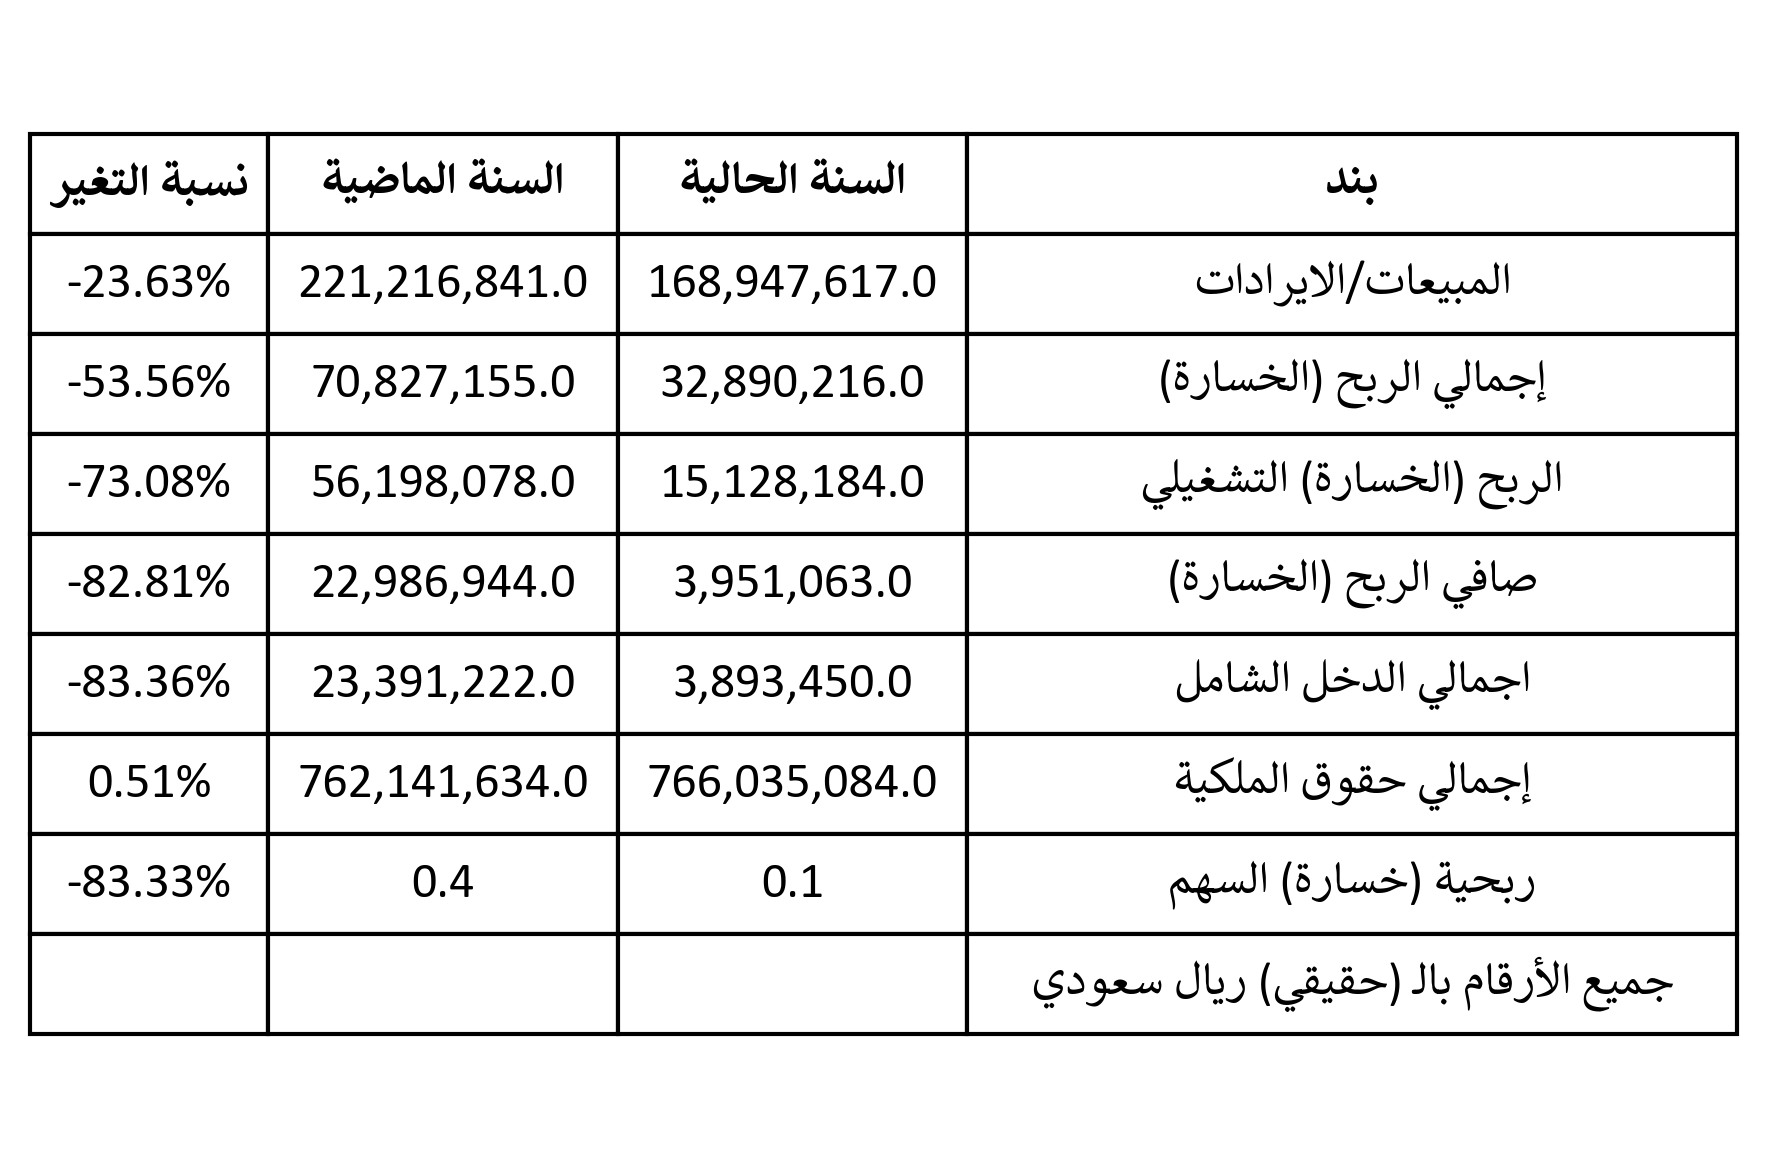 بند السنة الحالية السنة الماضية نسبة التغير
المبيعات/الايرادات 168,947,617.0 221,216,841.0 -23.63%
إجمالي الربح (الخسارة) 32,890,216.0 70,827,155.0 -53.56%
الربح (الخسارة) التشغيلي 15,128,184.0 56,198,078.0 -73.08%
صافي الربح (الخسارة) 3,951,063.0 22,986,944.0 -82.81%
اجمالي الدخل الشامل 3,893,450.0 23,391,222.0 -83.36%
إجمالي حقوق الملكية 766,035,084.0 762,141,634.0 0.51%
ربحية (خسارة) السهم 0.1 0.4 -83.33%
جميع الأرقام بالـ (حقيقي) ريال سعودي